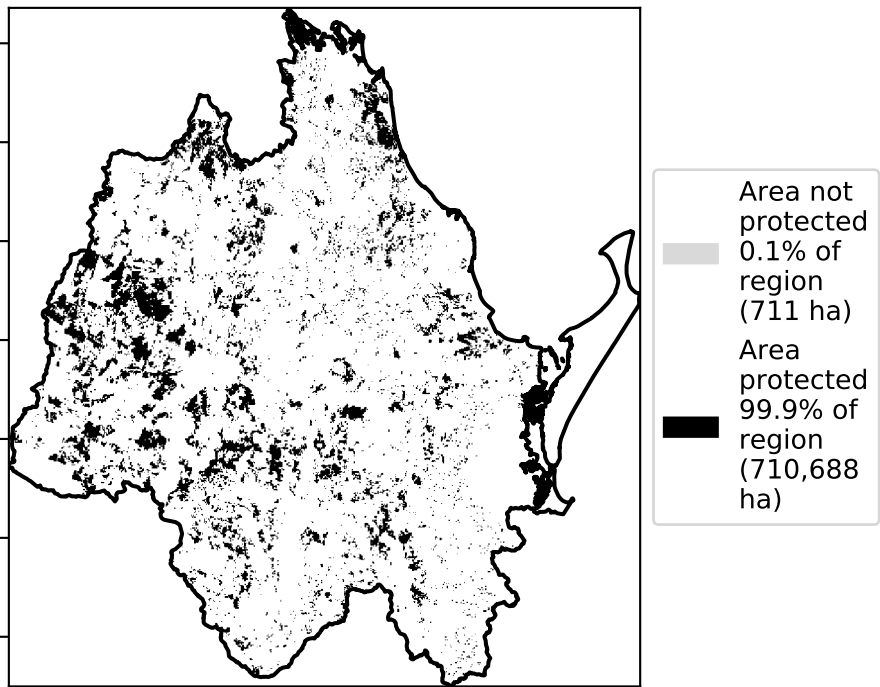 Area not
protected
0.1% of
region
(711 ha)
Area
protected
99.9% of
region
(710,688
ha)